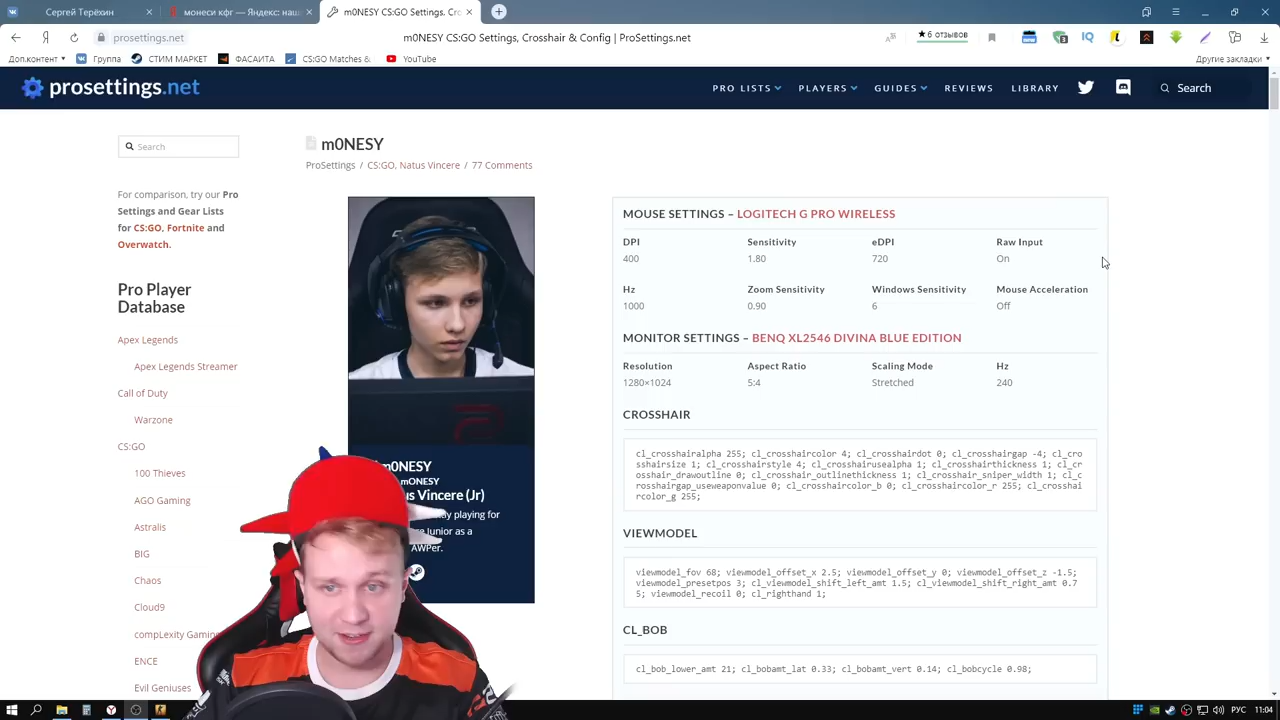 Сергей Перчик
монеси кфг — Яндекс: наш
m0NESY CS:GO Settings, Cr
prosettings.net
m0NESY CS:GO Settings, Crosshair & Config | ProSettings.net
★6 отзывов
Доп.контент
Группа
СТИМ МАРКЕТ
ФАСАИТА
CS:GO Matches &
YouTube
Другие закладки
prosettings.net
PRO LISTS
PLAYERS
GUIDES
REVIEWS
LIBRARY
Search
Search
For comparison, try our Pro
Settings and Gear Lists
for CS:GO, Fortnite and
Overwatch.
Pro Player
Database
Apex Legends
Apex Legends Streamer
Call of Duty
Warzone
CS:GO
100 Thieves
AGO Gaming
Astralis
BIG
Chaos
Cloud9
compLexity Gaming
ENCE
Evil Geniuses
m0NESY
ProSettings / CS:GO, Natus Vincere / 77 Comments
m0NESY
m0NESY
us Vincere (Jr)
ay playing for
re Junior as a
AWPer.
MOUSE SETTINGS – LOGITECH G PRO WIRELESS
DPI Sensitivity eDPI Raw Input
400 1.80 720 On
Hz Zoom Sensitivity Windows Sensitivity Mouse Acceleration
1000 0.90 6 Off
MONITOR SETTINGS – BENQ XL2546 DIVINA BLUE EDITION
Resolution Aspect Ratio Scaling Mode Hz
1280×1024 5:4 Stretched 240
CROSSHAIR
cl_crosshairalpha 255; cl_crosshaircolor 4; cl_crosshairdot 0; cl_crosshairgap -4; cl_cro
sshairsize 1; cl_crosshairstyle 4; cl_crosshairusealpha 1; cl_crosshairthickness 1; cl_cr
osshair_drawoutline 0; cl_crosshair_outlinethickness 1; cl_crosshair_sniper_width 1; cl_c
rosshairgap_useweaponvalue 0; cl_crosshaircolor_b 0; cl_crosshaircolor_r 255; cl_crosshai
rcolor_g 255;
VIEWMODEL
viewmodel_fov 68; viewmodel_offset_x 2.5; viewmodel_offset_y 0; viewmodel_offset_z -1.5;
viewmodel_presetpos 3; cl_viewmodel_shift_left_amt 1.5; cl_viewmodel_shift_right_amt 0.7
5; viewmodel_recoil 0; cl_righthand 1;
CL_BOB
cl_bob_lower_amt 21; cl_bobamt_lat 0.33; cl_bobamt_vert 0.14; cl_bobcycle 0.98;
РУС
11:04